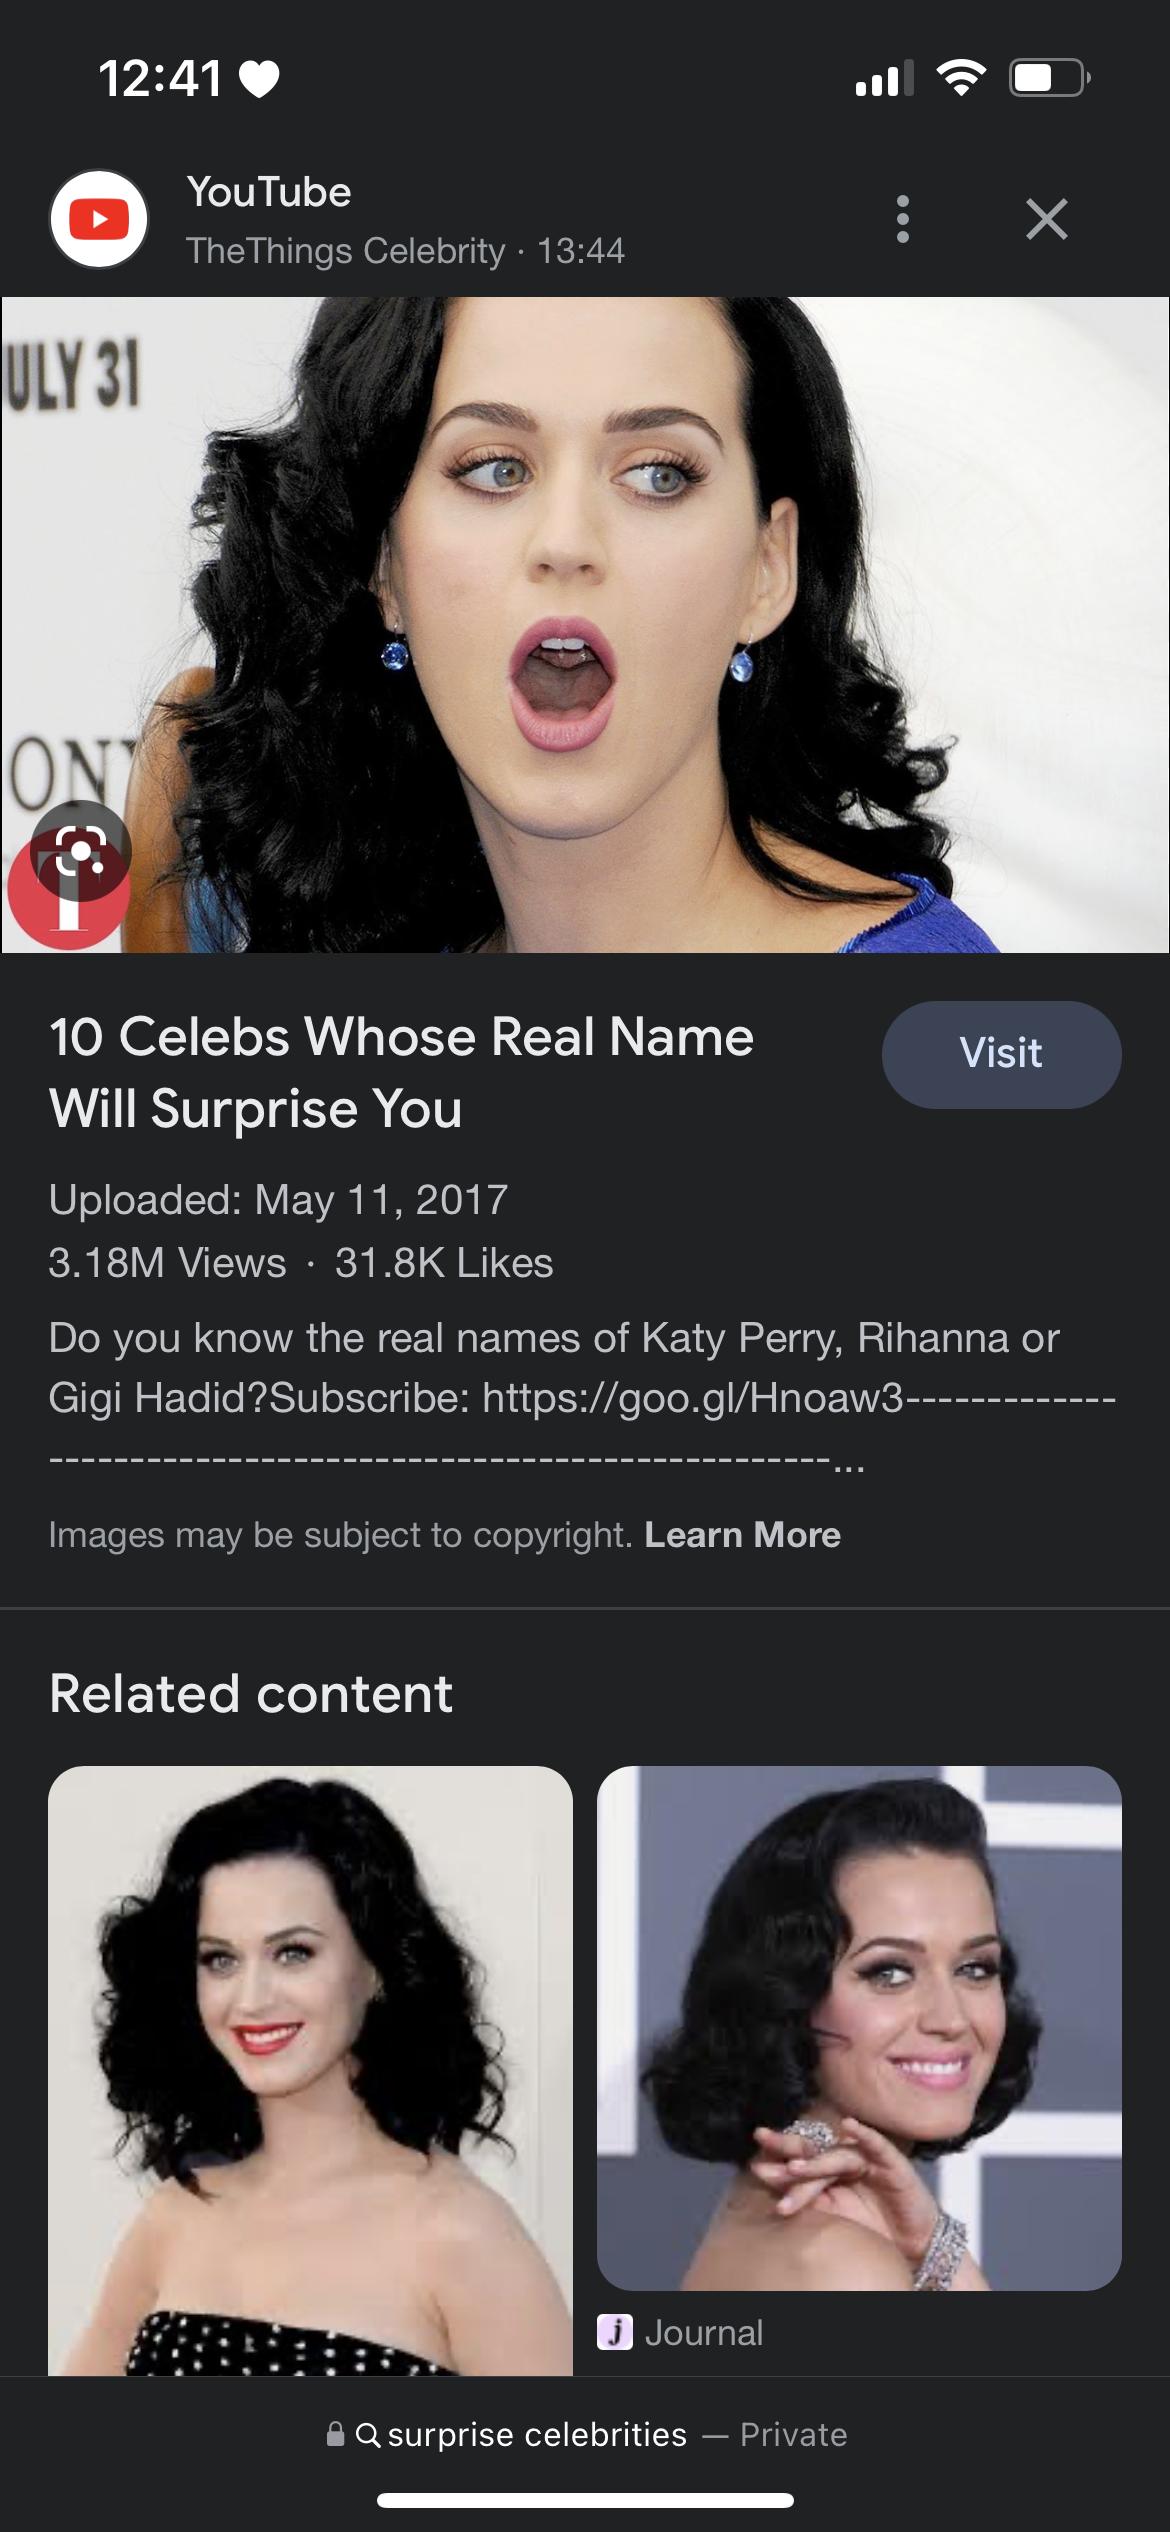 12:41
YouTube
TheThings Celebrity · 13:44
ULY 31
ON
T
10 Celebs Whose Real Name
Will Surprise You
Visit
Uploaded: May 11, 2017
3.18M Views · 31.8K Likes
Do you know the real names of Katy Perry, Rihanna or
Gigi Hadid?Subscribe: https://goo.gl/Hnoaw3-------------
------------------------------------------------...
Images may be subject to copyright. Learn More
Related content
j Journal
surprise celebrities — Private